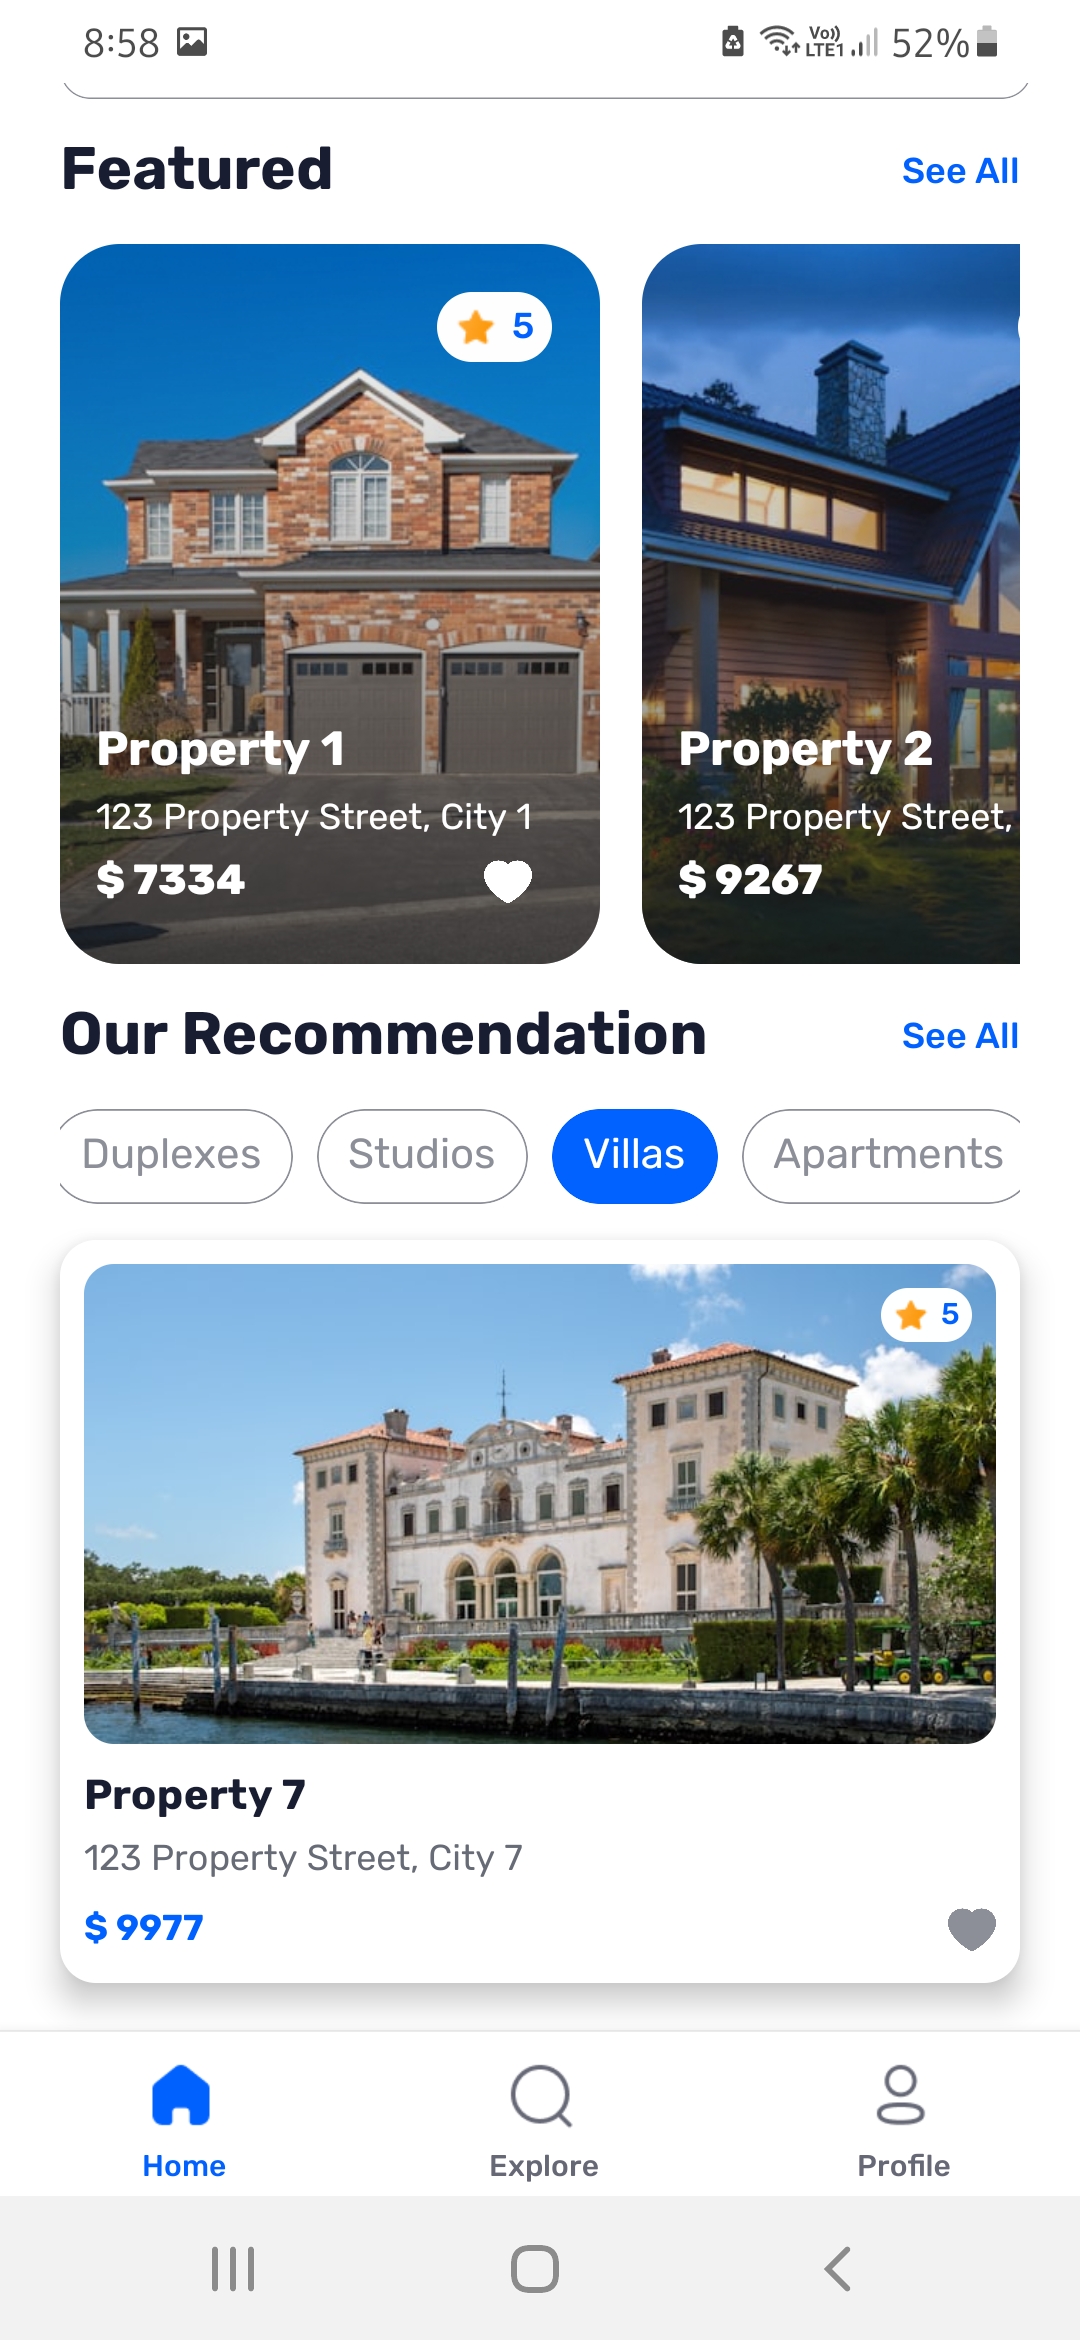 8:58
Vo)) LTE1 52%
Featured
See All
5
Property 1
123 Property Street, City 1
$ 7334
Property 2
123 Property Street,
$ 9267
Our Recommendation
See All
Duplexes
Studios
Villas
Apartments
5
Property 7
123 Property Street, City 7
$ 9977
Home
Explore
Profile